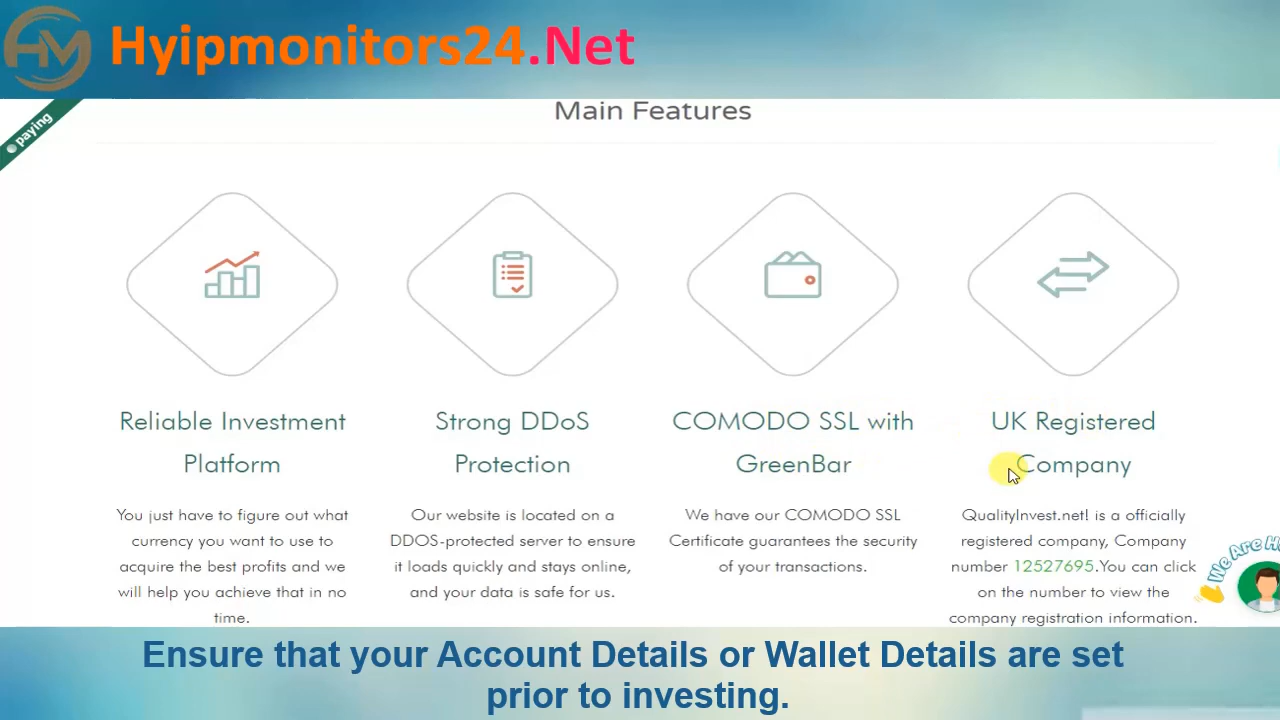 HM
Hyipmonitors24.Net
paying
Main Features
Reliable Investment
Platform
You just have to figure out what
currency you want to use to
acquire the best profits and we
will help you achieve that in no
time.
Strong DDoS
Protection
Our website is located on a
DDOS-protected server to ensure
it loads quickly and stays online,
and your data is safe for us.
COMODO SSL with
GreenBar
We have our COMODO SSL
Certificate guarantees the security
of your transactions.
UK Registered
Company
QualityInvest.net! is a officially
registered company, Company
number 12527695.You can click
on the number to view the
company registration information.
We Are
Ensure that your Account Details or Wallet Details are set
prior to investing.